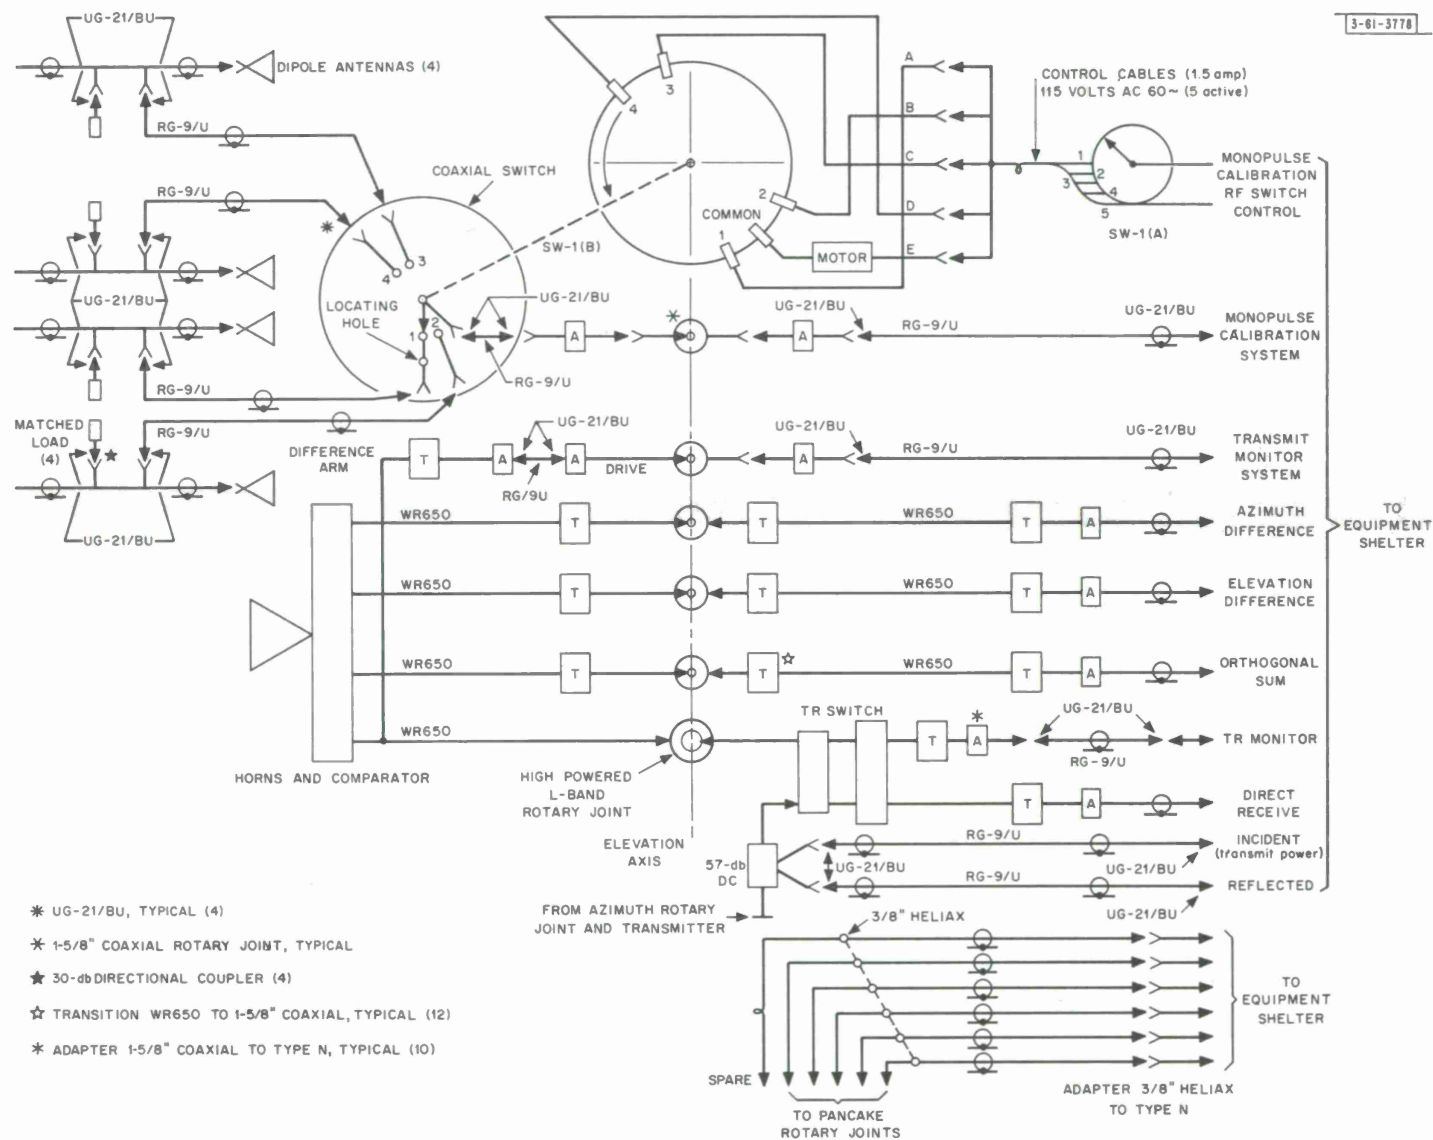 3-61-3778
UG-21/BU
DIPOLE ANTENNAS (4)
RG-9/U
COAXIAL SWITCH
RG-9/U
UG-21/BU
RG-9/U
MATCHED
LOAD
(4)
RG-9/U
DIFFERENCE
ARM
UG-21/BU
4
3
LOCATING
HOLE
1
2
SW-1(B)
UG-21/BU
A
RG-9/U
3
4
COMMON
2
1
MOTOR
A
B
C
D
E
CONTROL CABLES (1.5 amp)
115 VOLTS AC 60~ (5 active)
1
2
3
4
5
SW-1(A)
MONOPULSE
CALIBRATION
RF SWITCH
CONTROL
UG-21/BU
A
RG-9/U
UG-21/BU
MONOPULSE
CALIBRATION
SYSTEM
T
A
UG-21/BU
A
RG/9U
DRIVE
UG-21/BU
A
RG-9/U
UG-21/BU
TRANSMIT
MONITOR
SYSTEM
WR650
T
T
WR650
T
A
AZIMUTH
DIFFERENCE
WR650
T
T
WR650
T
A
ELEVATION
DIFFERENCE
WR650
T
T
WR650
T
A
ORTHOGONAL
SUM
WR650
TR SWITCH
T
A
UG-21/BU
RG-9/U
TR MONITOR
HORNS AND COMPARATOR
HIGH POWERED
L-BAND
ROTARY JOINT
ELEVATION
AXIS
T
A
DIRECT
RECEIVE
57-db
DC
UG-21/BU
RG-9/U
INCIDENT
(transmit power)
UG-21/BU
RG-9/U
REFLECTED
UG-21/BU
TO
EQUIPMENT
SHELTER
FROM AZIMUTH ROTARY
JOINT AND TRANSMITTER
3/8" HELIAX
TO
EQUIPMENT
SHELTER
SPARE
TO PANCAKE
ROTARY JOINTS
ADAPTER 3/8" HELIAX
TO TYPE N
UG-21/BU, TYPICAL (4)
1-5/8" COAXIAL ROTARY JOINT, TYPICAL
30-db DIRECTIONAL COUPLER (4)
TRANSITION WR650 TO 1-5/8" COAXIAL, TYPICAL (12)
ADAPTER 1-5/8" COAXIAL TO TYPE N, TYPICAL (10)